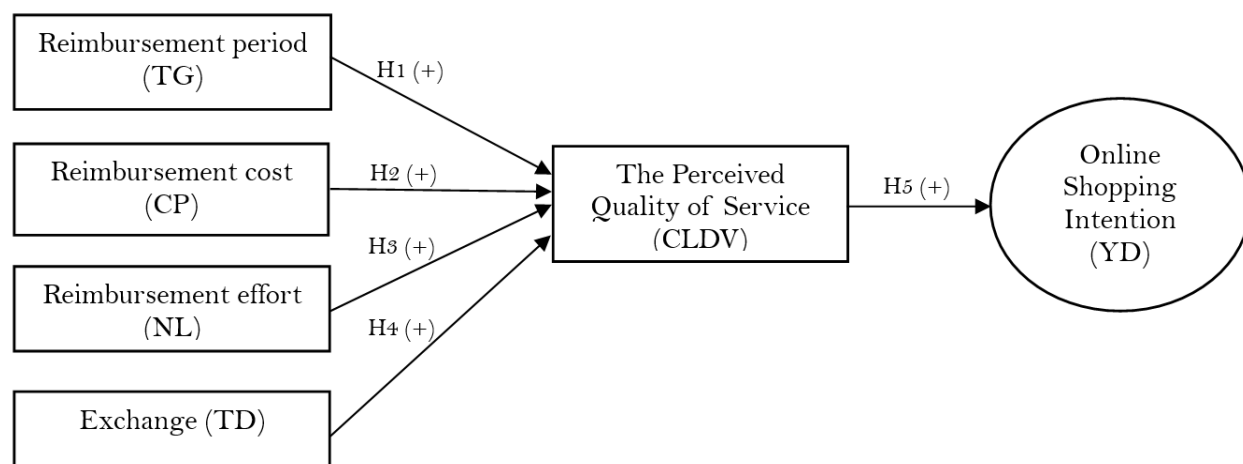 Reimbursement period
(TG)
H1 (+)
Reimbursement cost
(CP)
H2 (+)
Reimbursement effort
(NL)
H3 (+)
Exchange (TD)
H4 (+)
The Perceived
Quality of Service
(CLDV)
H5 (+)
Online
Shopping
Intention
(YD)